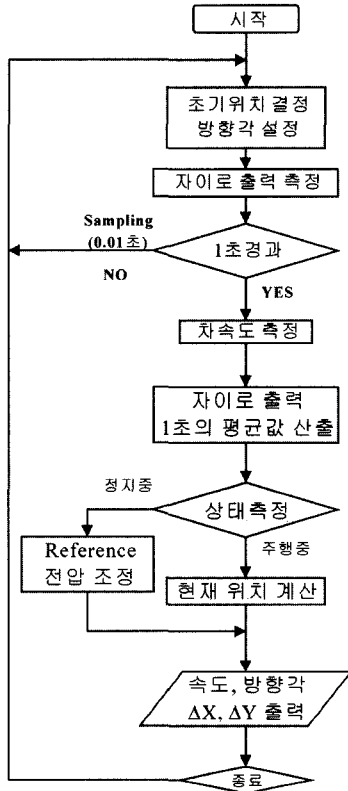 시작
초기위치 결정
방향각 설정
자이로 출력 측정
Sampling
(0.01초)
1초경과
NO
YES
차속도 측정
자이로 출력
1초의 평균값 산출
정지중
상태측정
주행중
Reference
전압 조정
현재 위치 계산
속도, 방향각
ΔX, ΔY 출력
종료